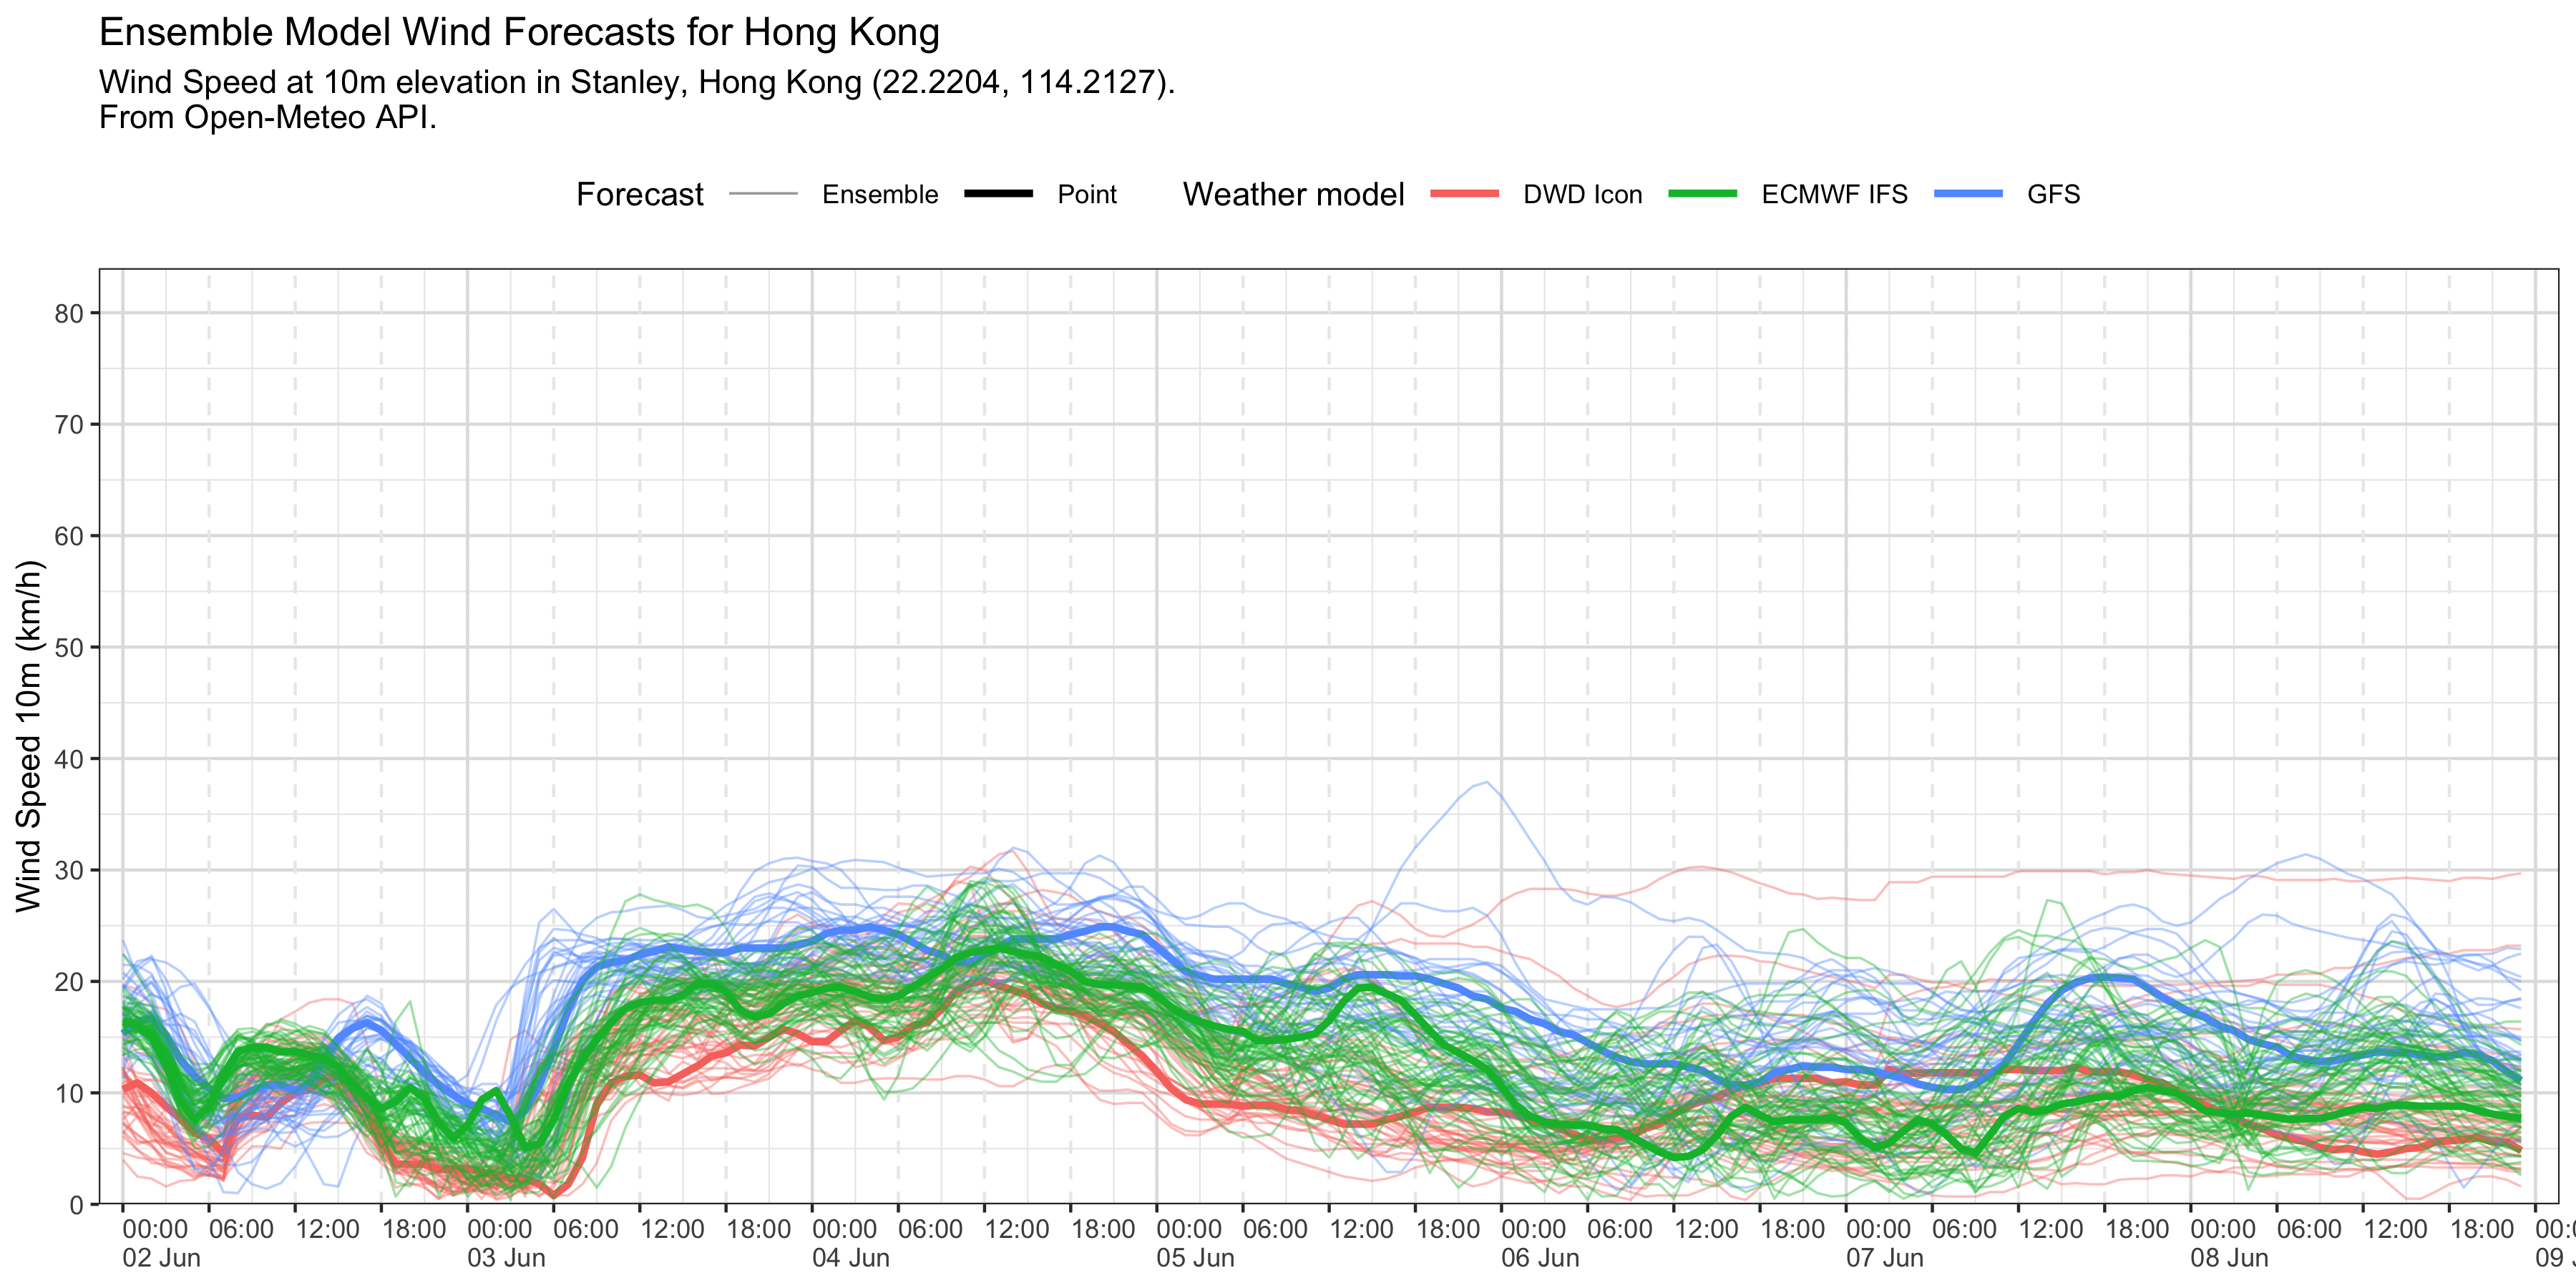 Ensemble Model Wind Forecasts for Hong Kong
Wind Speed at 10m elevation in Stanley, Hong Kong (22.2204, 114.2127).
From Open-Meteo API.
Forecast Ensemble Point Weather model DWD Icon ECMWF IFS GFS
Wind Speed 10m (km/h)
80
70
60
50
40
30
20
10
0
00:00 06:00 12:00 18:00 00:00 06:00 12:00 18:00 00:00 06:00 12:00 18:00 00:00 06:00 12:00 18:00 00:00 06:00 12:00 18:00 00:00 06:00 12:00 18:00 00:00 06:00 12:00 18:00
02 Jun 03 Jun 04 Jun 05 Jun 06 Jun 07 Jun 08 Jun 09